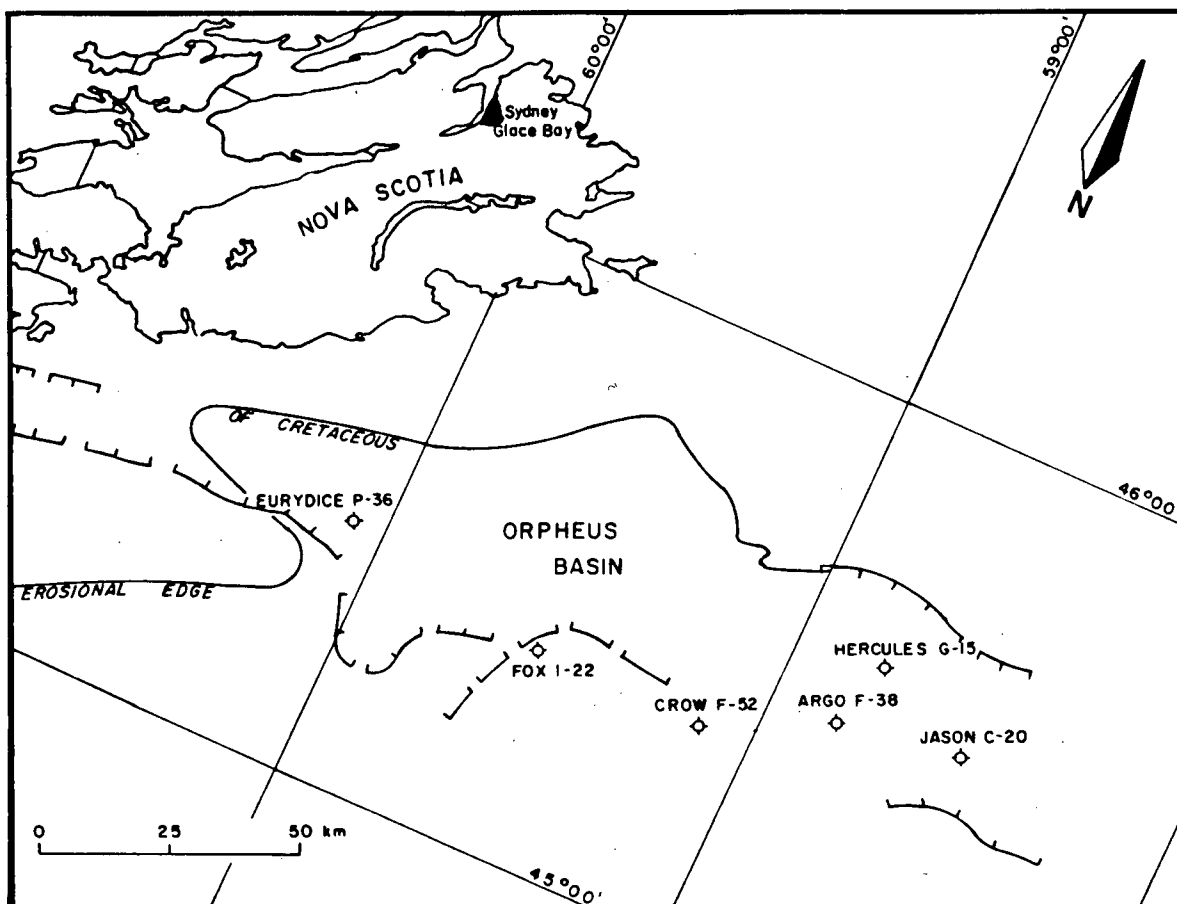 60°00'
59°00'
Sydney
Glace Bay
N
NOVA SCOTIA
OF CRETACEOUS
46°00'
EURYDICE P-36
ORPHEUS
BASIN
EROSIONAL EDGE
HERCULES G-15
FOX I-22
CROW F-52
ARGO F-38
JASON C-20
0 25 50 km
45°00'